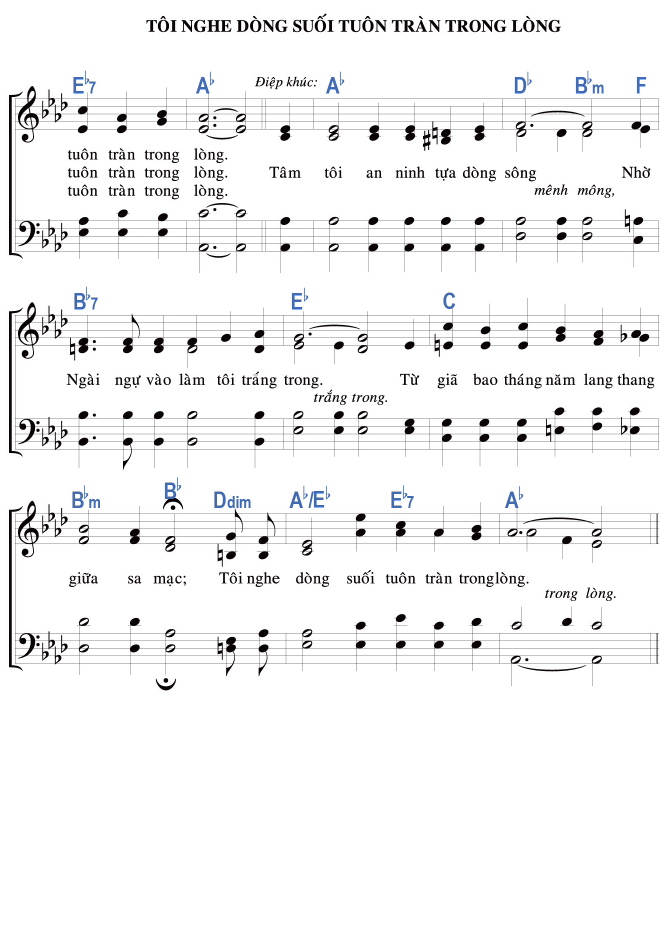 TÔI NGHE DÒNG SUỐI TUÔN TRÀN TRONG LÒNG
E♭7 A♭ Điệp khúc: A♭ D♭ B♭m F
tuôn tràn trong lòng.
tuôn tràn trong lòng. Tâm tôi an ninh tựa dòng sông Nhờ
tuôn tràn trong lòng. mênh mông,
B♭7 E♭ C
Ngài ngự vào làm tôi trắng trong. Từ giã bao tháng năm lang thang
trắng trong.
B♭m B♭ Ddim A♭/E♭ E♭7 A♭
giữa sa mạc; Tôi nghe dòng suối tuôn tràn trong lòng.
trong lòng.